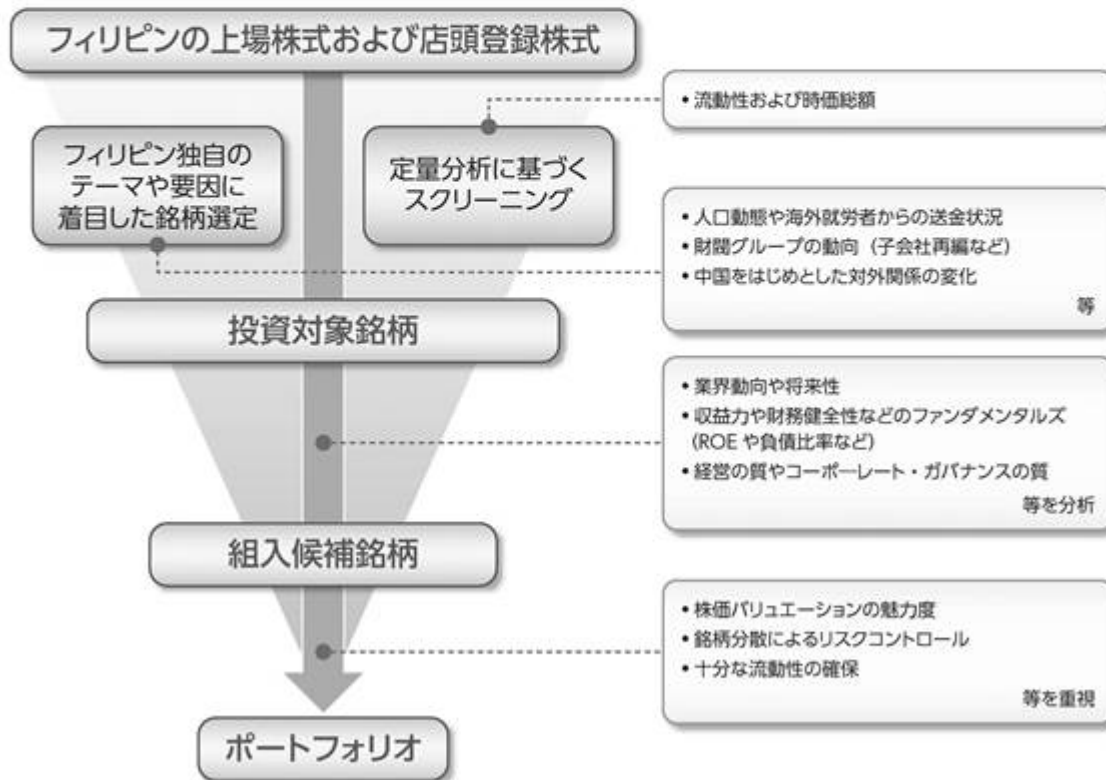 フィリピンの上場株式および店頭登録株式
• 流動性および時価総額
フィリピン独自の
テーマや要因に
着目した銘柄選定
定量分析に基づく
スクリーニング
• 人口動態や海外就労者からの送金状況
• 財閥グループの動向（子会社再編など）
• 中国をはじめとした対外関係の変化
等
投資対象銘柄
• 業界動向や将来性
• 収益力や財務健全性などのファンダメンタルズ
（ROE や負債比率など）
• 経営の質やコーポーレート・ガバナンスの質
等を分析
組入候補銘柄
• 株価バリュエーションの魅力度
• 銘柄分散によるリスクコントロール
• 十分な流動性の確保
等を重視
ポートフォリオ